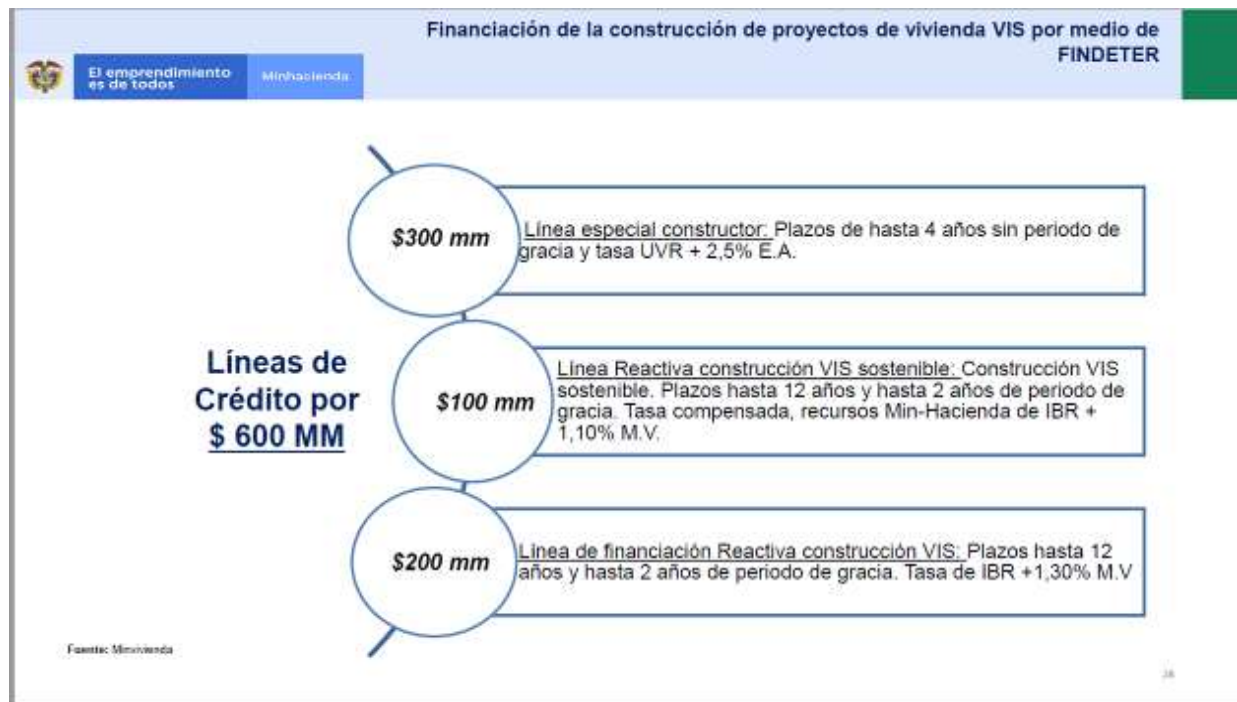 Financiación de la construcción de proyectos de vivienda VIS por medio de
FINDETER
El emprendimiento
es de todos
Minhacienda
Líneas de
Crédito por
$ 600 MM
$300 mm
Línea especial constructor: Plazos de hasta 4 años sin periodo de
gracia y tasa UVR + 2,5% E.A.
$100 mm
Línea Reactiva construcción VIS sostenible: Construcción VIS
sostenible. Plazos hasta 12 años y hasta 2 años de periodo de
gracia. Tasa compensada, recursos Min-Hacienda de IBR +
1,10% M.V.
$200 mm
Línea de financiación Reactiva construcción VIS: Plazos hasta 12
años y hasta 2 años de periodo de gracia. Tasa de IBR +1,30% M.V
Fuente: Minvivienda